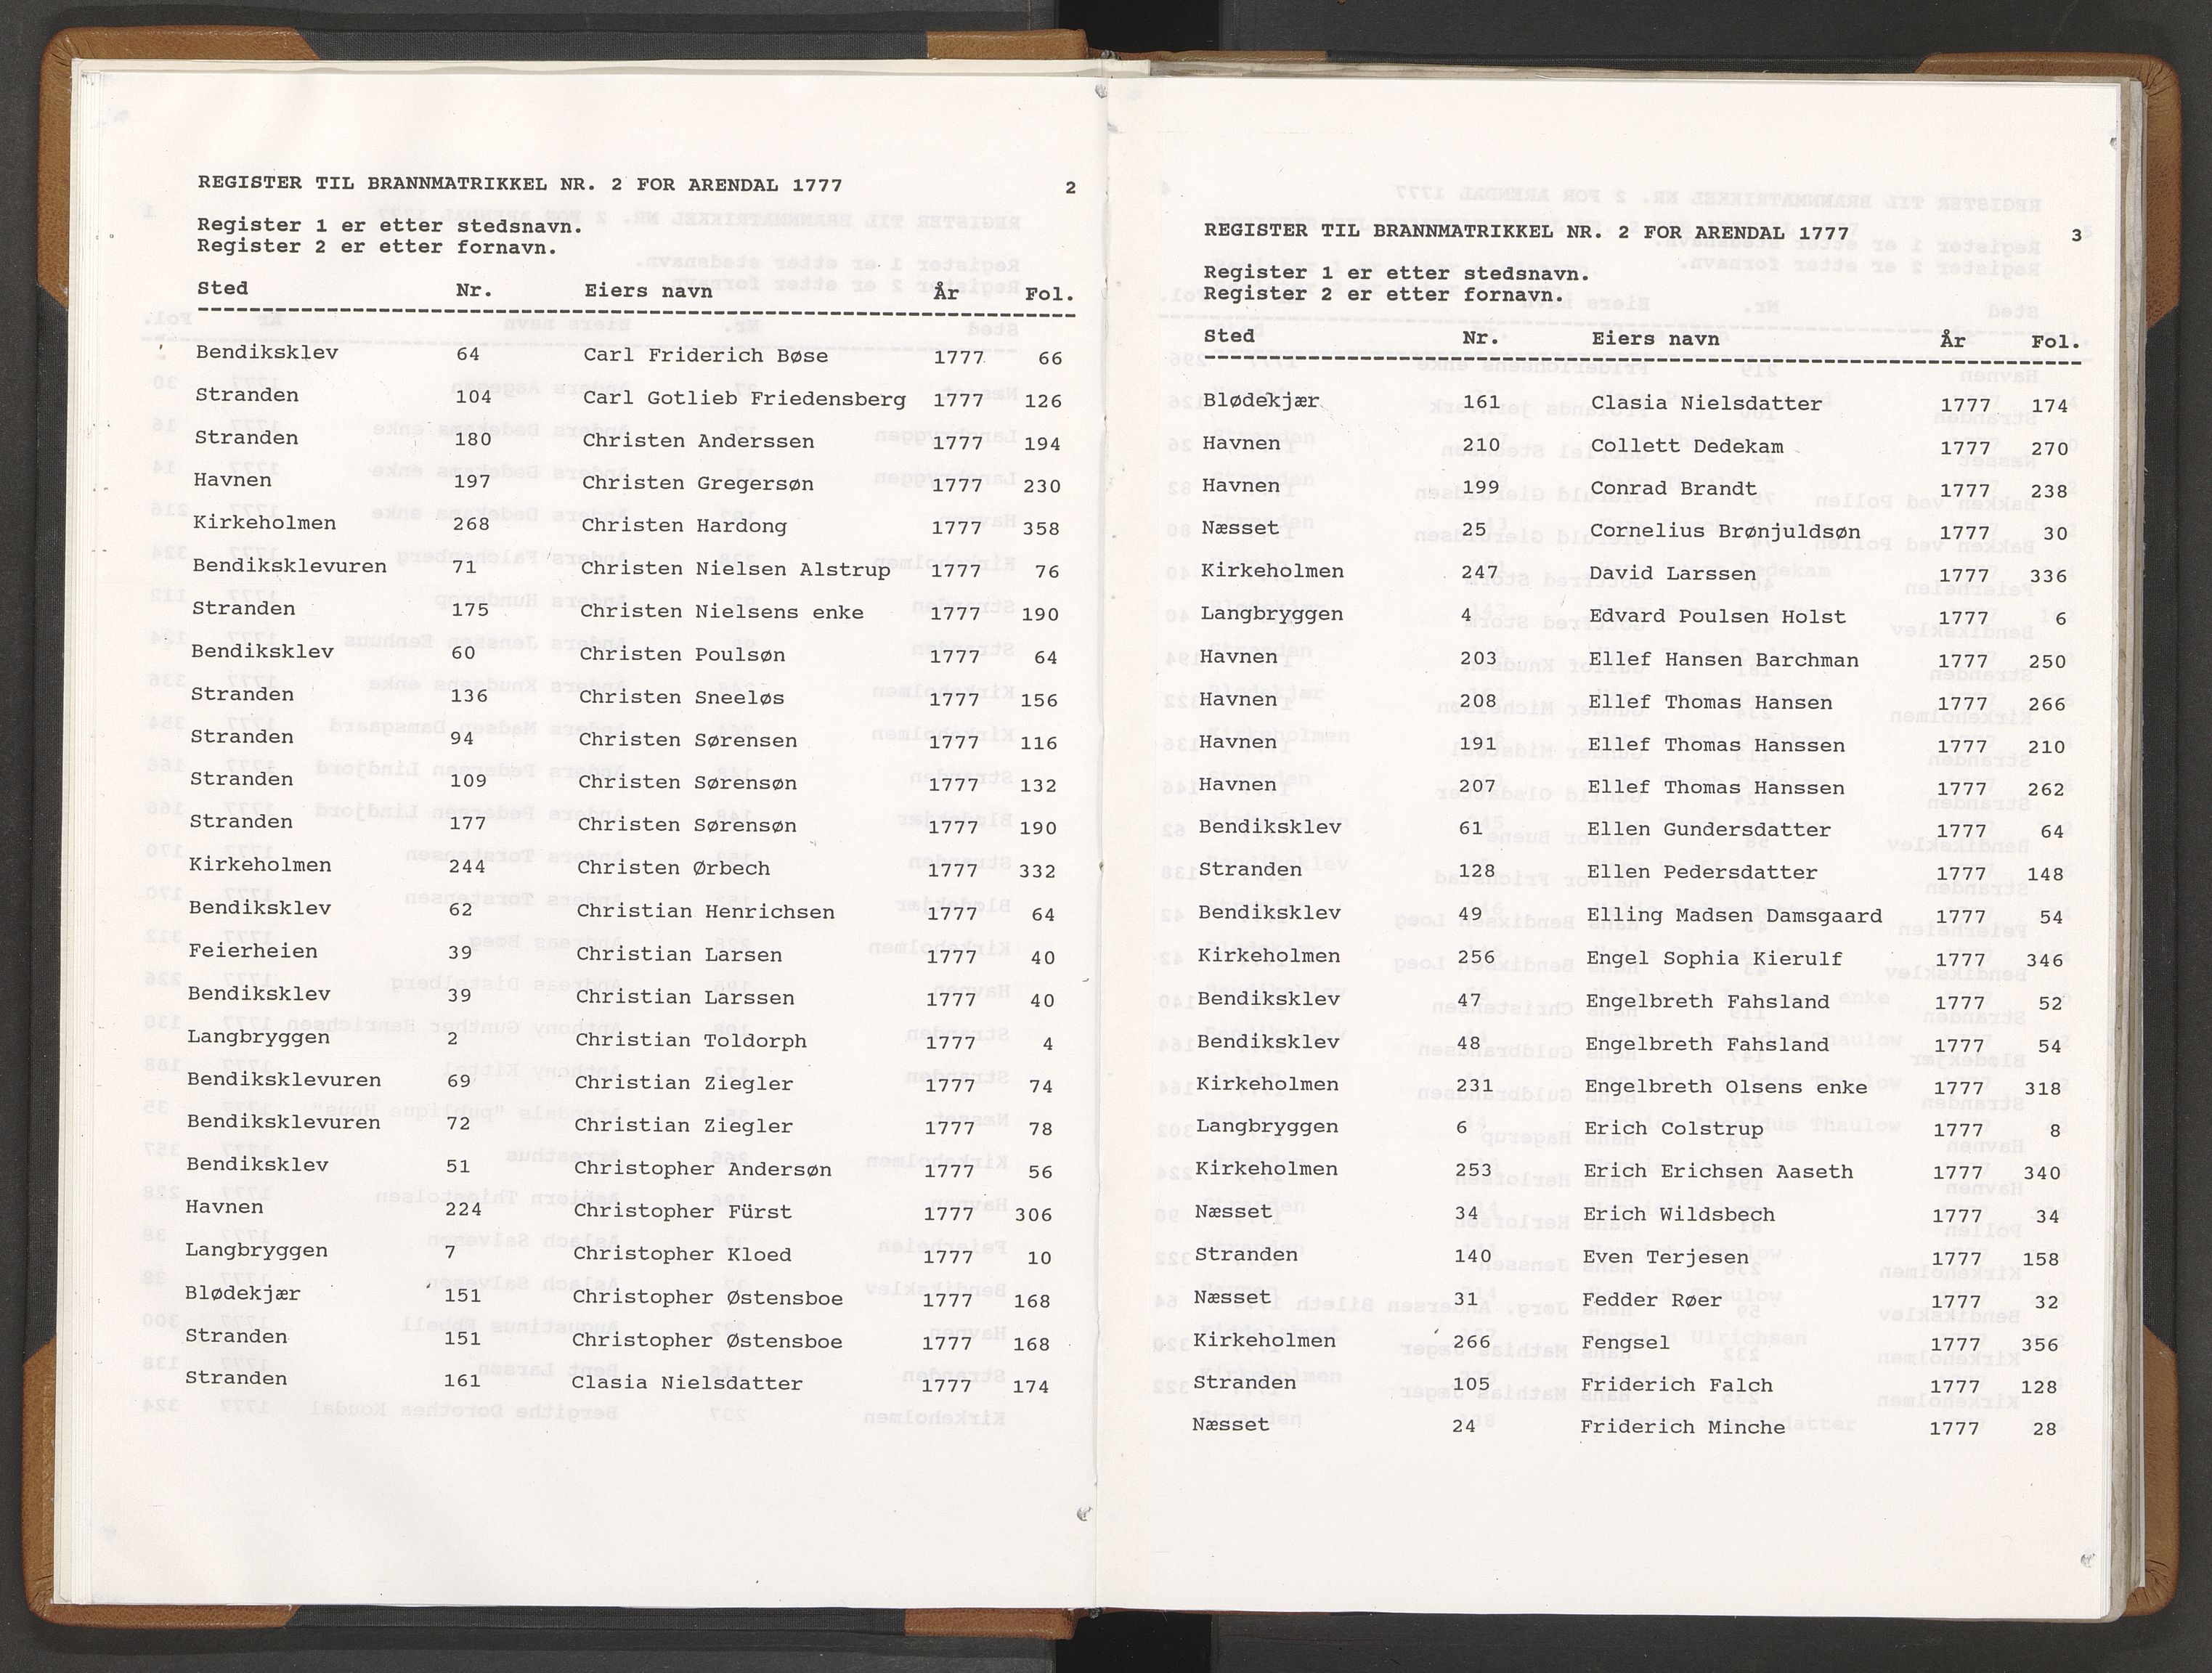 REGISTER TIL BRANNMATRIKKEL NR. 2 FOR ARENDAL 1777 2
Register 1 er etter stedsnavn.
Register 2 er etter fornavn.
Sted Nr. Eiers navn År Fol.
Bendiksklev 64 Carl Friderich Bøse 1777 66
Stranden 104 Carl Gotlieb Friedensberg 1777 126
Stranden 180 Christen Anderssen 1777 194
Havnen 197 Christen Gregersøn 1777 230
Kirkeholmen 268 Christen Hardong 1777 358
Bendiksklevuren 71 Christen Nielsen Alstrup 1777 76
Stranden 175 Christen Nielsens enke 1777 190
Bendiksklev 60 Christen Poulsøn 1777 64
Stranden 136 Christen Sneeløs 1777 156
Stranden 94 Christen Sørensen 1777 116
Stranden 109 Christen Sørensøn 1777 132
Stranden 177 Christen Sørensøn 1777 190
Kirkeholmen 244 Christen Ørbech 1777 332
Bendiksklev 62 Christian Henrichsen 1777 64
Feierheien 39 Christian Larsen 1777 40
Bendiksklev 39 Christian Larssen 1777 40
Langbryggen 2 Christian Toldorph 1777 4
Bendiksklevuren 69 Christian Ziegler 1777 74
Bendiksklevuren 72 Christian Ziegler 1777 78
Bendiksklev 51 Christopher Andersøn 1777 56
Havnen 224 Christopher Fürst 1777 306
Langbryggen 7 Christopher Kloed 1777 10
Blødekjær 151 Christopher Østensboe 1777 168
Stranden 151 Christopher Østensboe 1777 168
Stranden 161 Clasia Nielsdatter 1777 174
REGISTER TIL BRANNMATRIKKEL NR. 2 FOR ARENDAL 1777 3
Register 1 er etter stedsnavn.
Register 2 er etter fornavn.
Sted Nr. Eiers navn År Fol.
Blødekjær 161 Clasia Nielsdatter 1777 174
Havnen 210 Collett Dedekam 1777 270
Havnen 199 Conrad Brandt 1777 238
Næsset 25 Cornelius Brønjuldsøn 1777 30
Kirkeholmen 247 David Larssen 1777 336
Langbryggen 4 Edvard Poulsen Holst 1777 6
Havnen 203 Ellef Hansen Barchman 1777 250
Havnen 208 Ellef Thomas Hansen 1777 266
Havnen 191 Ellef Thomas Hanssen 1777 210
Havnen 207 Ellef Thomas Hanssen 1777 262
Bendiksklev 61 Ellen Gundersdatter 1777 64
Stranden 128 Ellen Pedersdatter 1777 148
Bendiksklev 49 Elling Madsen Damsgaard 1777 54
Kirkeholmen 256 Engel Sophia Kierulf 1777 346
Bendiksklev 47 Engelbreth Fahsland 1777 52
Bendiksklev 48 Engelbreth Fahsland 1777 54
Kirkeholmen 231 Engelbreth Olsens enke 1777 318
Langbryggen 6 Erich Colstrup 1777 8
Kirkeholmen 253 Erich Erichsen Aaseth 1777 340
Næsset 34 Erich Wildsbech 1777 34
Stranden 140 Even Terjesen 1777 158
Næsset 31 Fedder Røer 1777 32
Kirkeholmen 266 Fengsel 1777 356
Stranden 105 Friderich Falch 1777 128
Næsset 24 Friderich Minche 1777 28